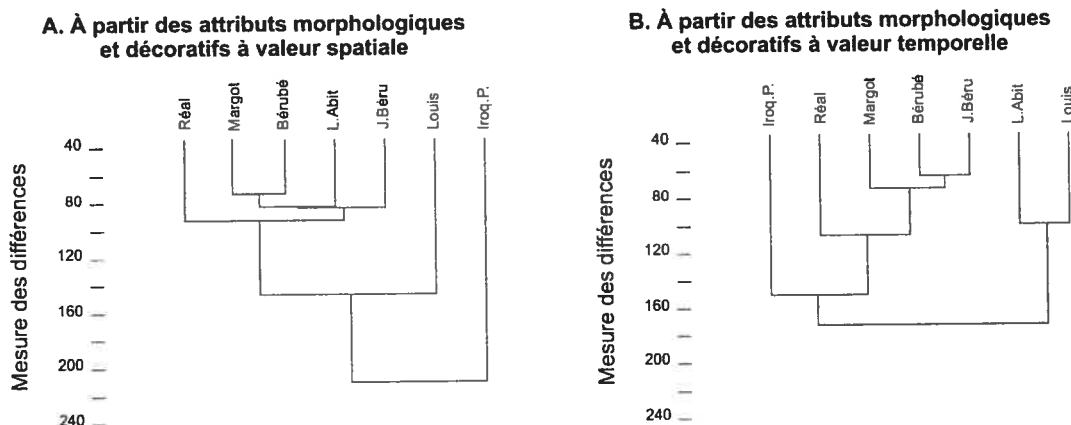 A. À partir des attributs morphologiques
et décoratifs à valeur spatiale
Réal
Margot
Bérubé
L.Abit
J.Béru
Louis
Iroq.P.
Mesure des différences
40
80
120
160
200
240
B. À partir des attributs morphologiques
et décoratifs à valeur temporelle
Iroq.P.
Réal
Margot
Bérubé
J.Béru
L.Abit
Louis
Mesure des différences
40
80
120
160
200
240